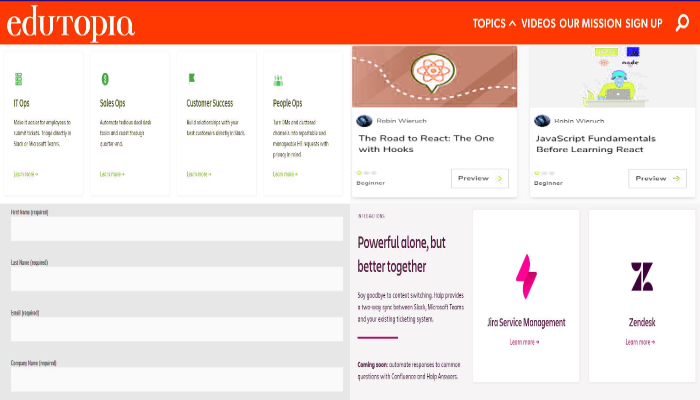 edutopia
TOPICS VIDEOS OUR MISSION SIGN UP
IT Ops
Make it easier for employees to
submit tickets. Triage directly in
Slack or Microsoft Teams.
Learn more
Sales Ops
Automate tedious deal desk
tasks and coast through
quarter end.
Learn more
Customer Success
Build relationships with your
best customers directly in Slack.
Learn more
People Ops
Turn DMs and cluttered
channels into reportable and
manageable HR requests with
privacy in mind.
Learn more
Robin Wieruch
The Road to React: The One
with Hooks
Beginner
Preview
node
Robin Wieruch
JavaScript Fundamentals
Before Learning React
Beginner
Preview
First Name (required)
Last Name (required)
Email (required)
Company Name (required)
INTEGRATIONS
Powerful alone, but
better together
Say goodbye to context switching. Halp provides
a two-way sync between Slack, Microsoft Teams
and your existing ticketing system.
Coming soon: automate responses to common
questions with Confluence and Halp Answers.
Jira Service Management
Learn more
Zendesk
Learn more